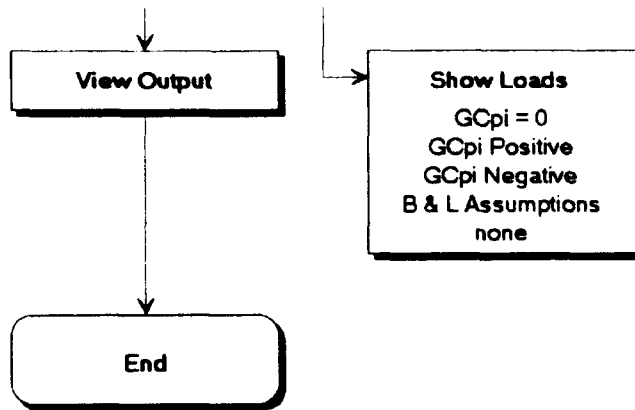 View Output
Show Loads
GCpi = 0
GCpi Positive
GCpi Negative
B & L Assumptions
none
End